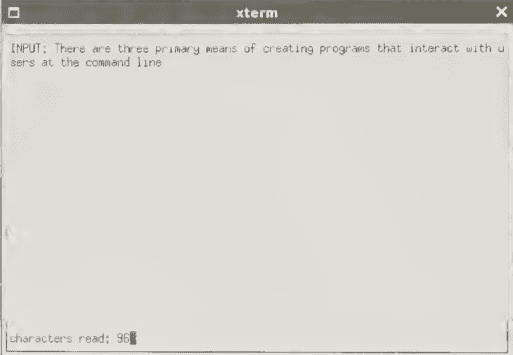 xterm
INPUT: There are three primary means of creating programs that interact with u
sers at the command line
characters read: 96